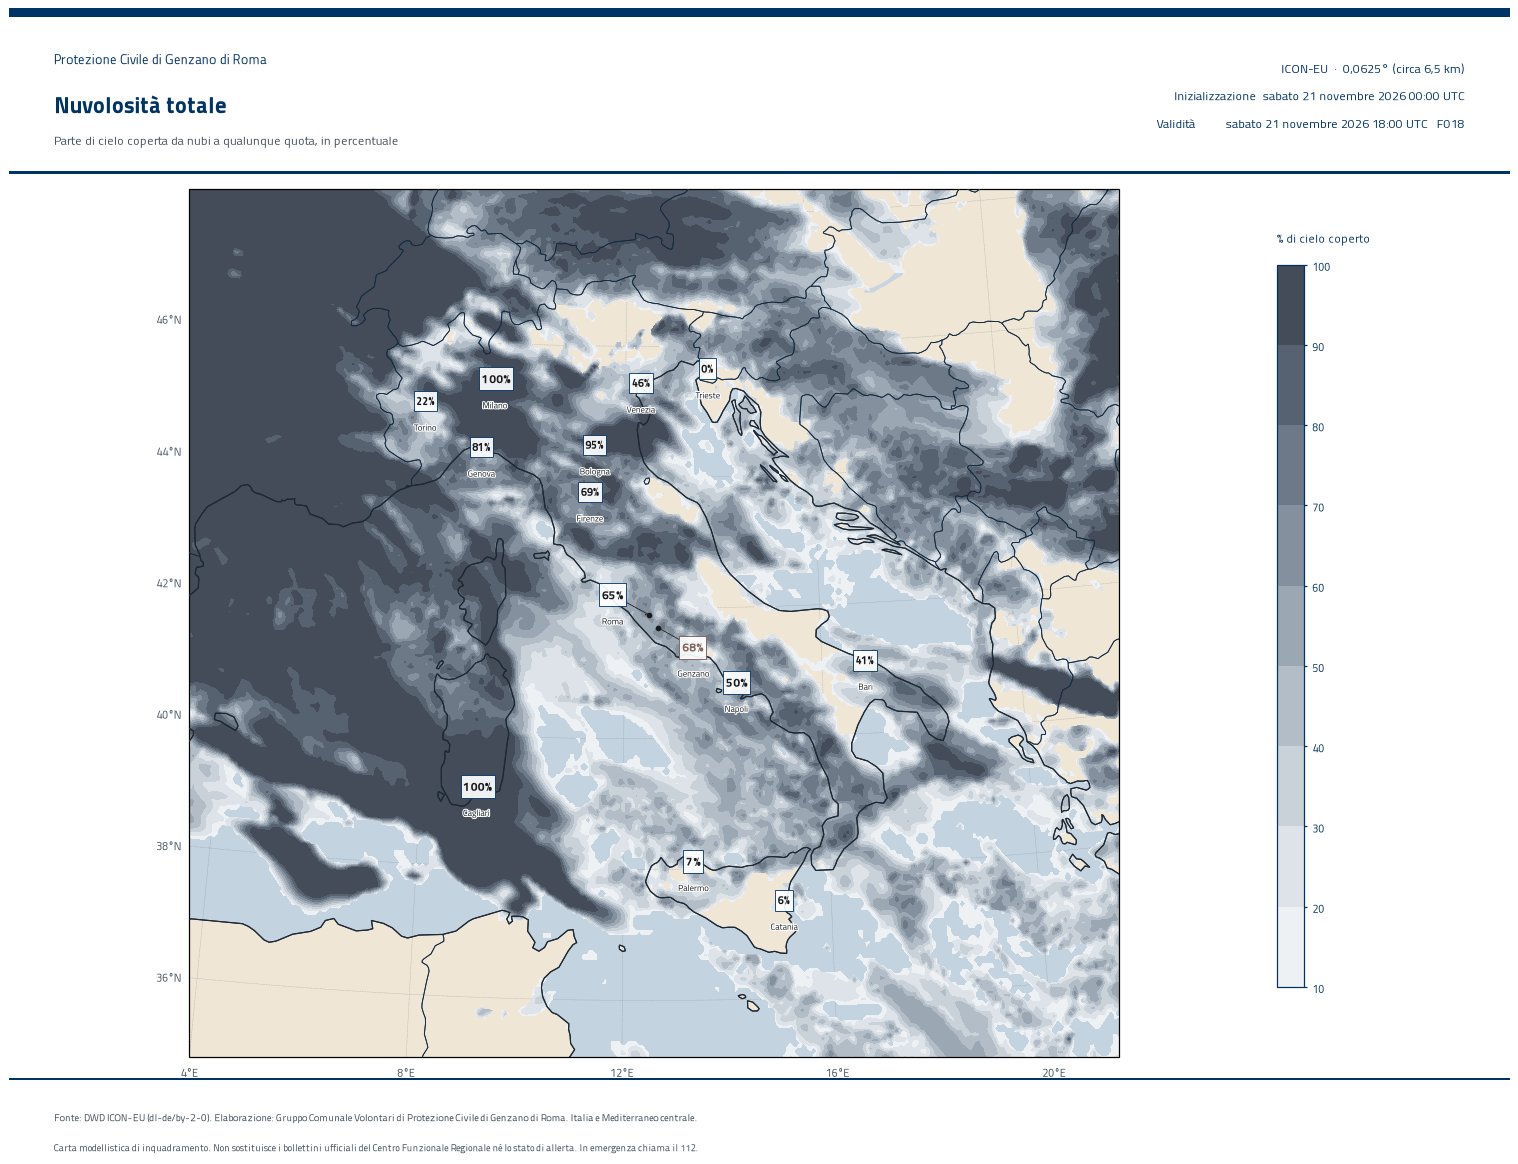 Protezione Civile di Genzano di Roma
Nuvolosità totale
Parte di cielo coperta da nubi a qualunque quota, in percentuale
ICON-EU · 0,0625° (circa 6,5 km)
Inizializzazione sabato 21 novembre 2026 00:00 UTC
Validità sabato 21 novembre 2026 18:00 UTC F018
% di cielo coperto
100
90
80
70
60
50
40
30
20
10
46°N
44°N
42°N
40°N
38°N
36°N
4°E
8°E
12°E
16°E
20°E
0%
Trieste
100%
Milano
46%
Venezia
22%
Torino
81%
Genova
95%
Bologna
69%
Firenze
65%
Roma
68%
Genzano
41%
Bari
50%
Napoli
100%
Cagliari
7%
Palermo
6%
Catania
Fonte: DWD ICON-EU (dl-de/by-2-0). Elaborazione: Gruppo Comunale Volontari di Protezione Civile di Genzano di Roma. Italia e Mediterraneo centrale.
Carta modellistica di inquadramento. Non sostituisce i bollettini ufficiali del Centro Funzionale Regionale né lo stato di allerta. In emergenza chiama il 112.